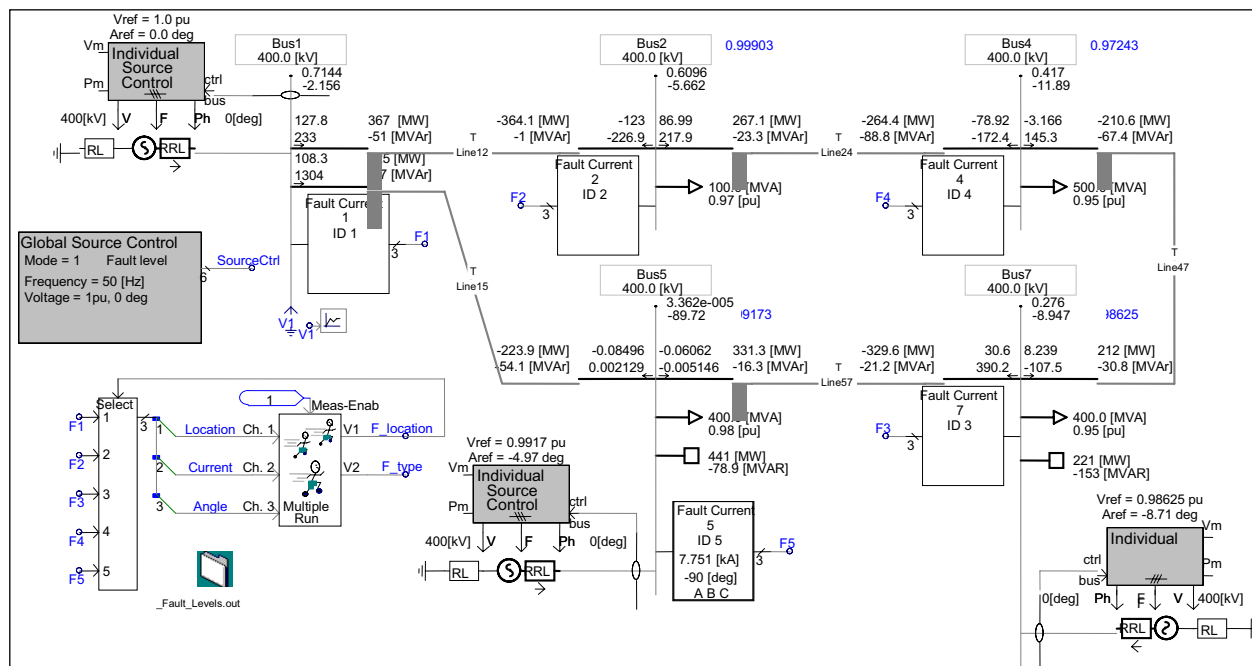 Vref = 1.0 pu
Aref = 0.0 deg
Vm
Individual
Source
Control
Pm
ctrl
bus
400[kV]
V
F
Ph
0[deg]
RL
RRL
Bus1
400.0 [kV]
0.7144
-2.156
127.8
233
367 [MW]
-51 [MVAr]
108.3
1304
T
Line12
Fault Current
1
ID 1
3
F1
V1
V1
T
Line15
Bus2
400.0 [kV]
0.99903
0.6096
-5.662
-364.1 [MW]
-1 [MVAr]
-123
-226.9
86.99
217.9
267.1 [MW]
-23.3 [MVAr]
T
Line24
Fault Current
2
ID 2
F2
3
[MVA]
0.97 [pu]
Bus4
400.0 [kV]
0.97243
0.417
-11.89
-264.4 [MW]
-88.8 [MVAr]
-78.92
-172.4
-3.166
145.3
-210.6 [MW]
-67.4 [MVAr]
Fault Current
4
ID 4
F4
3
[MVA]
0.95 [pu]
T
Line47
Global Source Control
Mode = 1 Fault level
Frequency = 50 [Hz]
Voltage = 1pu, 0 deg
6
SourceCtrl
Bus5
400.0 [kV]
3.362e-005
-89.72
-223.9 [MW]
-54.1 [MVAr]
-0.08496
0.002129
-0.06062
-0.005146
331.3 [MW]
-16.3 [MVAr]
T
Line57
[MVA]
0.98 [pu]
441 [MW]
-78.9 [MVAR]
Bus7
400.0 [kV]
0.276
-8.947
-329.6 [MW]
-21.2 [MVAr]
30.6
390.2
8.239
-107.5
212 [MW]
-30.8 [MVAr]
Fault Current
7
ID 3
F3
3
400.0 [MVA]
0.95 [pu]
221 [MW]
-153 [MVAR]
Select
F1
F2
F3
F4
F5
1
2
3
4
5
3
1
2
3
Location
Current
Angle
Ch. 1
Ch. 2
Ch. 3
1
Meas-Enab
V1
V2
Multiple
Run
F_location
F_type
_Fault_Levels.out
Vref = 0.9917 pu
Aref = -4.97 deg
Vm
Individual
Source
Control
Pm
ctrl
bus
400[kV]
V
F
Ph
0[deg]
RL
RRL
Fault Current
5
ID 5
7.751 [kA]
-90 [deg]
A B C
3
F5
Vref = 0.98625 pu
Aref = -8.71 deg
Vm
Individual
Pm
ctrl
bus
0[deg]
Ph
F
V
400[kV]
RRL
RL